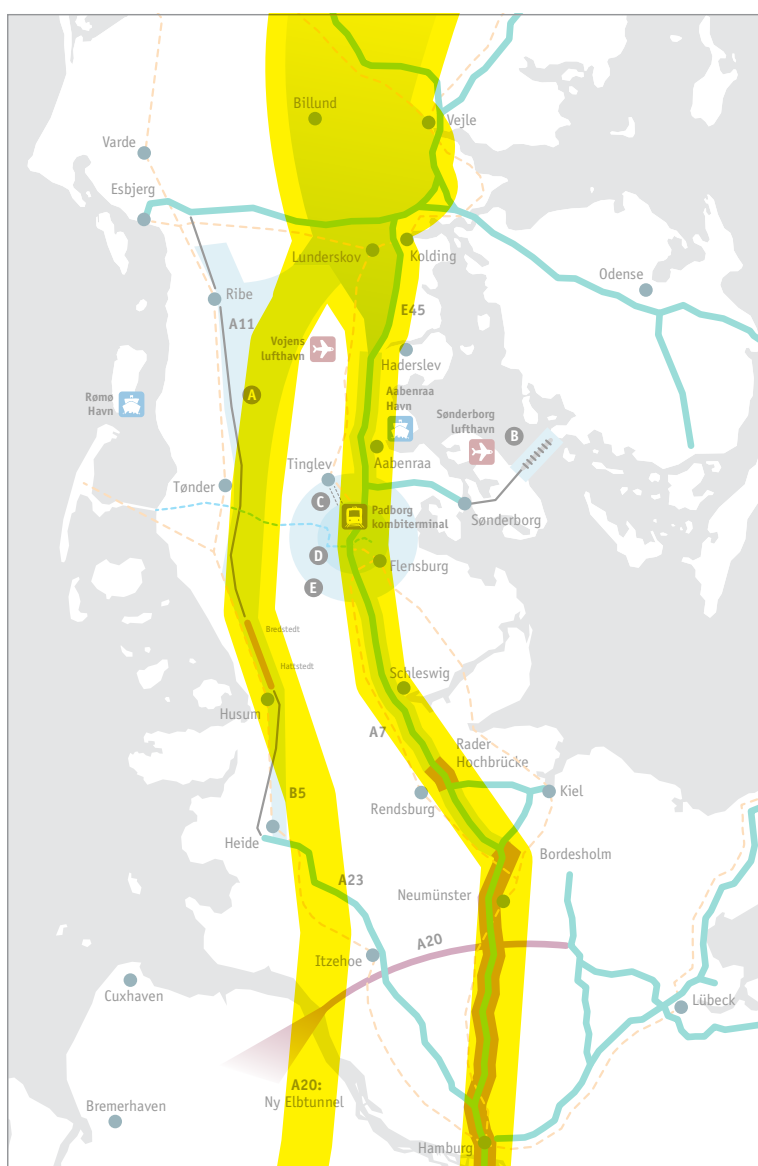 Billund
Vejle
Varde
Esbjerg
Lunderskov
Kolding
Odense
Ribe
A11
E45
Vojens
lufthavn
Haderslev
Rømø
Havn
A
Aabenraa
Havn
Sønderborg
lufthavn
B
Tinglev
Aabenraa
Tønder
C
Padborg
kombiterminal
Sønderborg
D
Flensburg
E
Bredstedt
Hattstedt
Schleswig
Husum
A7
Rader
Hochbrücke
B5
Rendsburg
Kiel
Heide
Bordesholm
A23
Neumünster
A20
Itzehoe
Cuxhaven
Lübeck
A20:
Ny Elbtunnel
Bremerhaven
Hamburg